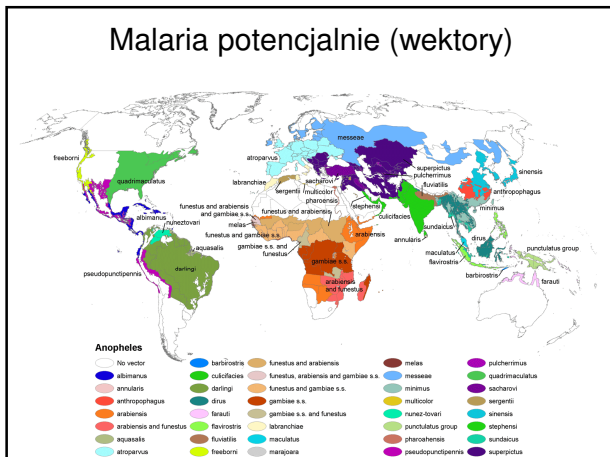 Malaria potencjalnie (wektory)
messeae
freeborni
atroparvus
quadrimaculatus
sinensis
superpictus
sacharovi
pulcherrimus
labranchiae
anthropophagus
sergentii
multicolor
fluviatilis
pharoensis
stephensi
minimus
albimanus
nuneztovari
funestus and arabiensis
and gambiae s.s.
funestus and arabiensis
culicifacies
melas
sundaicus
funestus and gambiae s.s.
arabiensis
dirus
annularis
aquasalis
gambiae s.s. and
funestus
maculatus
punctulatus group
flavirostris
pseudopunctipennis
darlingi
gambiae s.s.
barbirostris
farauti
arabiensis
and funestus
Anopheles
No vector
albimanus
annularis
anthropophagus
arabiensis
arabiensis and funestus
aquasalis
atroparvus
barbirostris
culicifacies
darlingi
dirus
farauti
flavirostris
fluviatilis
freeborni
funestus and arabiensis
funestus, arabiensis and gambiae s.s.
funestus and gambiae s.s.
gambiae s.s.
gambiae s.s. and funestus
labranchiae
maculatus
marajoara
melas
messeae
minimus
multicolor
nunez-tovari
punctulatus group
pharoahensis
pseudopunctipennis
pulcherrimus
quadrimaculatus
sacharovi
sergentii
sinensis
stephensi
sundaicus
superpictus